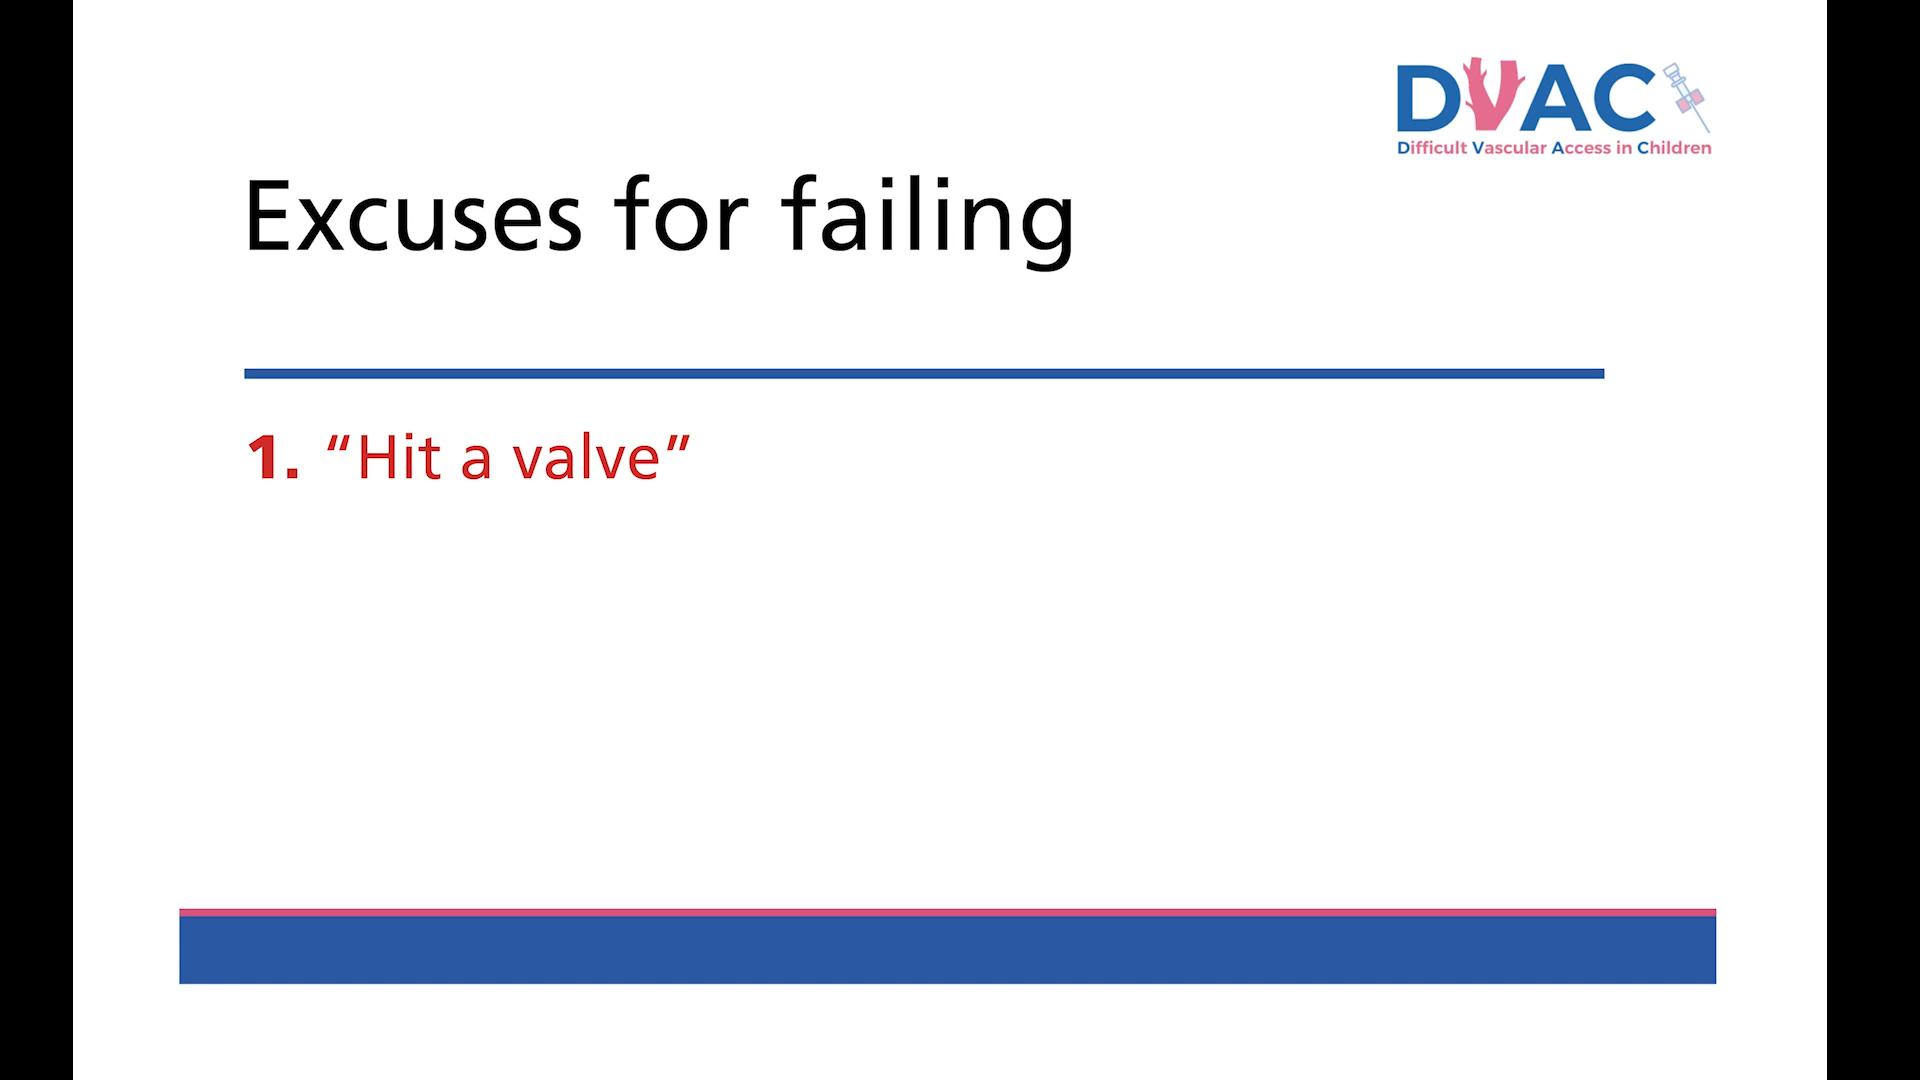 DVAC
Difficult Vascular Access in Children
Excuses for failing
1. “Hit a valve”